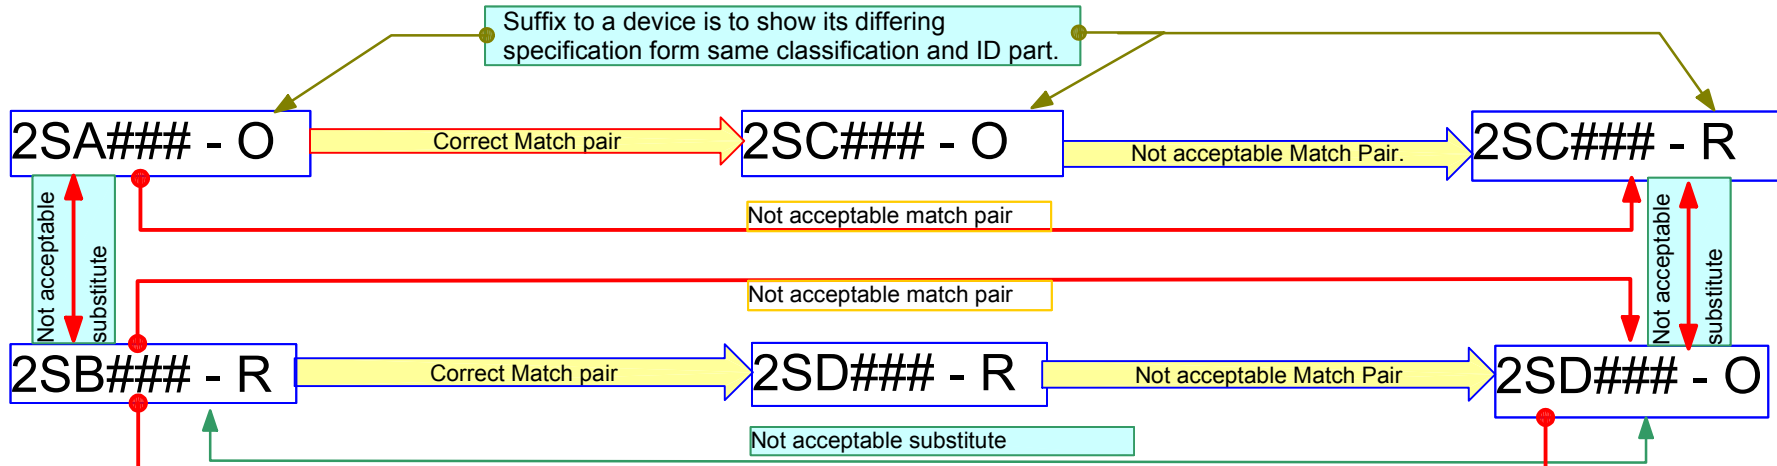 Suffix to a device is to show its differing
specification form same classification and ID part.
2SA### - O
Correct Match pair
2SC### - O
Not acceptable Match Pair.
2SC### - R
Not acceptable
substitute
Not acceptable match pair
Not acceptable
substitute
Not acceptable match pair
2SB### - R
Correct Match pair
2SD### - R
Not acceptable Match Pair
2SD### - O
Not acceptable substitute